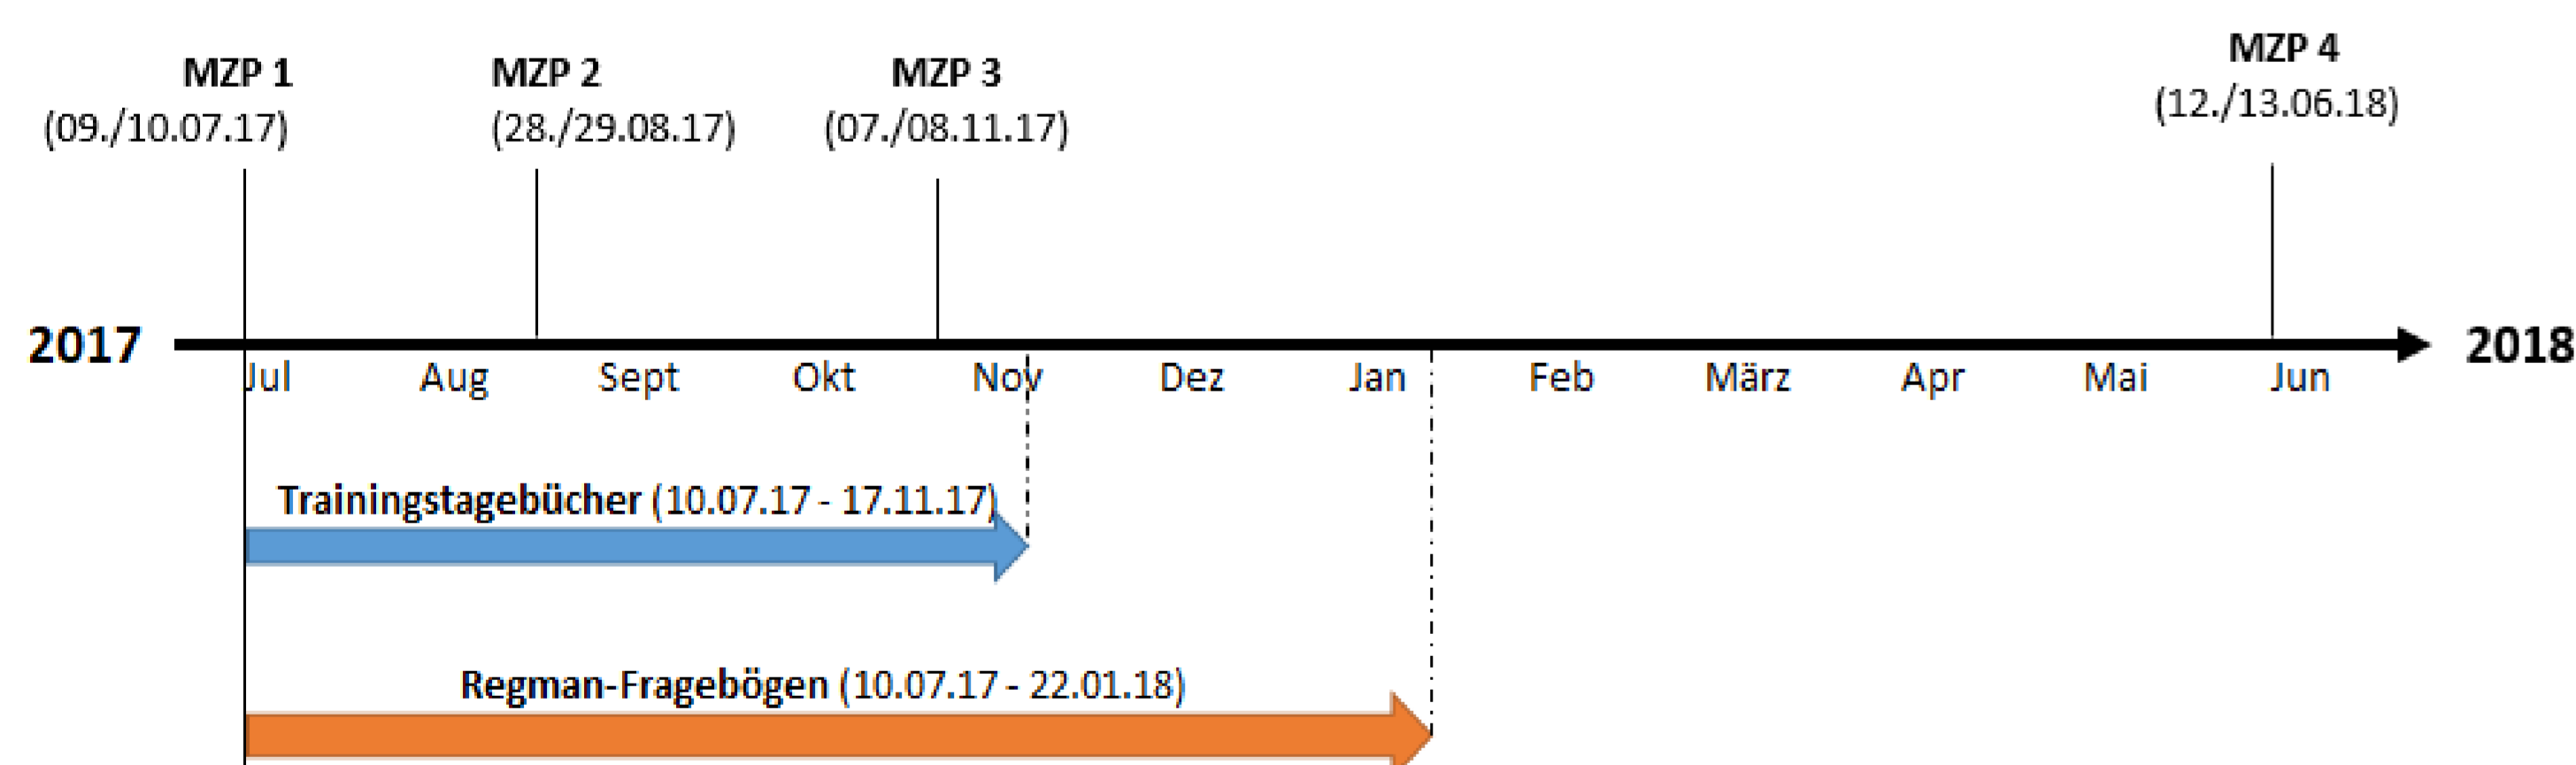 MZP 1
(09./10.07.17)
MZP 2
(28./29.08.17)
MZP 3
(07./08.11.17)
MZP 4
(12./13.06.18)
2017
2018
Jul Aug Sept Okt Nov Dez Jan Feb März Apr Mai Jun
Trainingstagebücher (10.07.17 - 17.11.17)
Regman-Fragebögen (10.07.17 - 22.01.18)